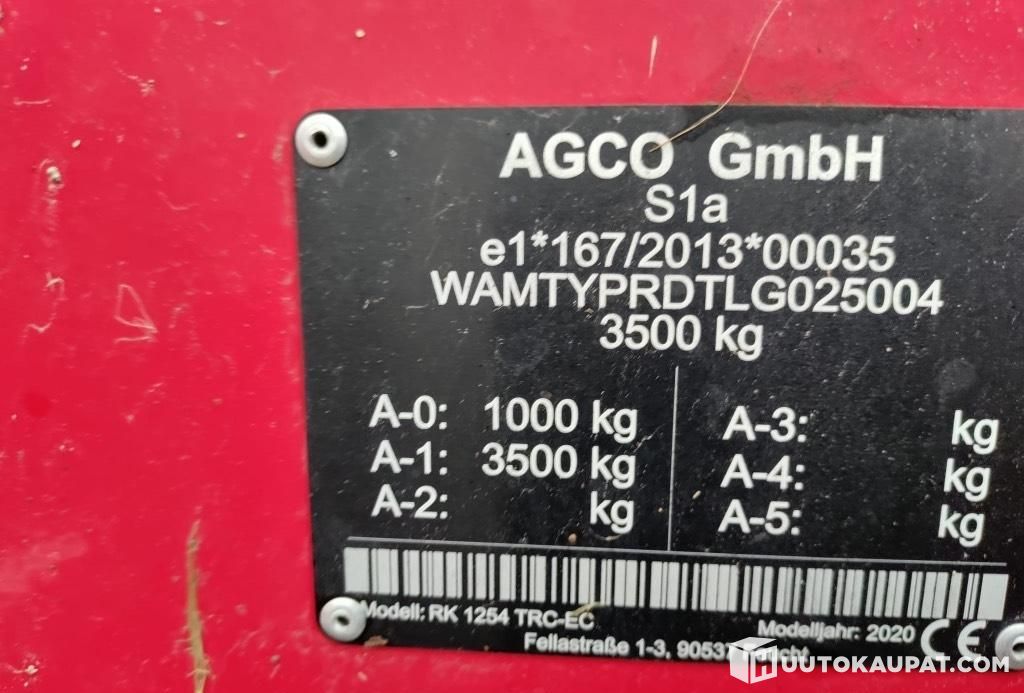 AGCO GmbH
S1a
e1*167/2013*00035
WAMTYPRDTLG025004
3500 kg
A-0: 1000 kg
A-1: 3500 kg
A-2: kg
A-3: kg
A-4: kg
A-5: kg
Modell: RK 1254 TRC-EC
Modelljahr: 2020
CE
Fellastraße 1-3, 90537
HUUTOKAUPAT.COM